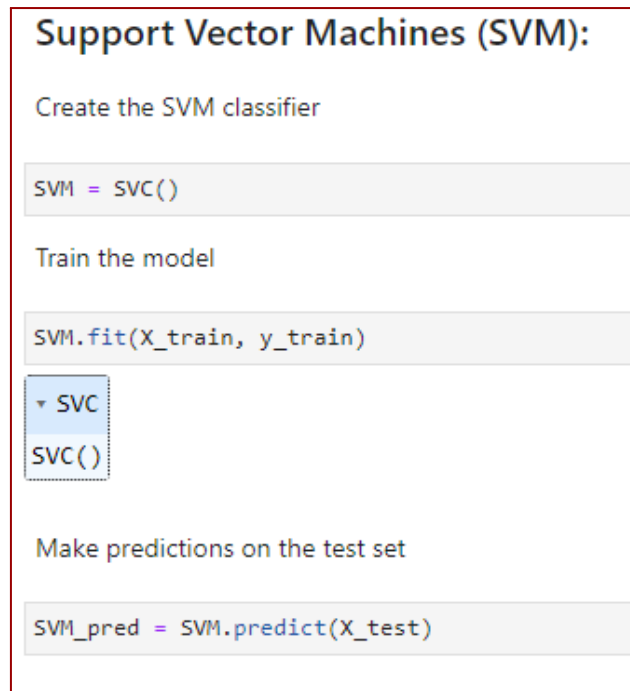 Support Vector Machines (SVM):
Create the SVM classifier
SVM = SVC()
Train the model
SVM.fit(X_train, y_train)
▾ SVC
SVC()
Make predictions on the test set
SVM_pred = SVM.predict(X_test)